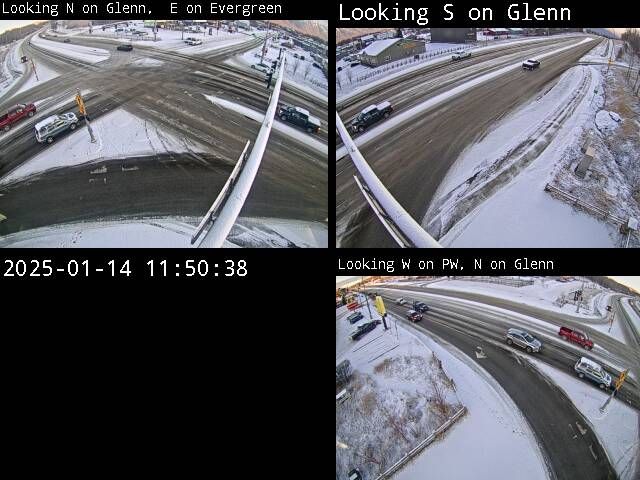 Looking N on Glenn, E on Evergreen
Looking S on Glenn
2025-01-14 11:50:38
Looking W on PW, N on Glenn